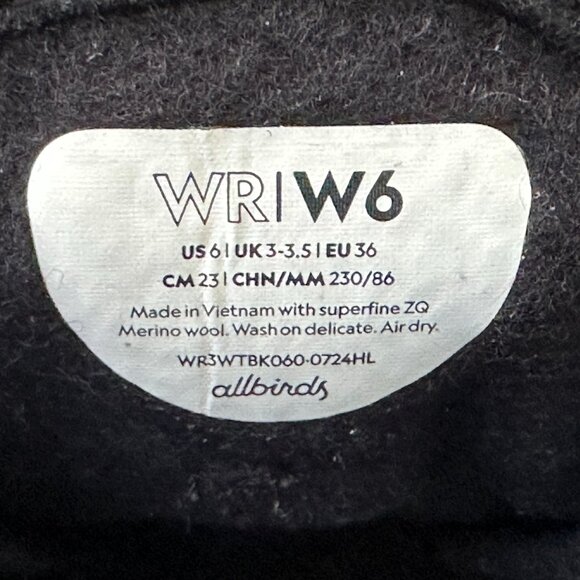 WR|W6
US 6 | UK 3-3.5 | EU 36
CM 23 | CHN/MM 230/86
Made in Vietnam with superfine ZQ
Merino wool. Wash on delicate. Air dry.
WR3WTBK060-0724HL
allbirds